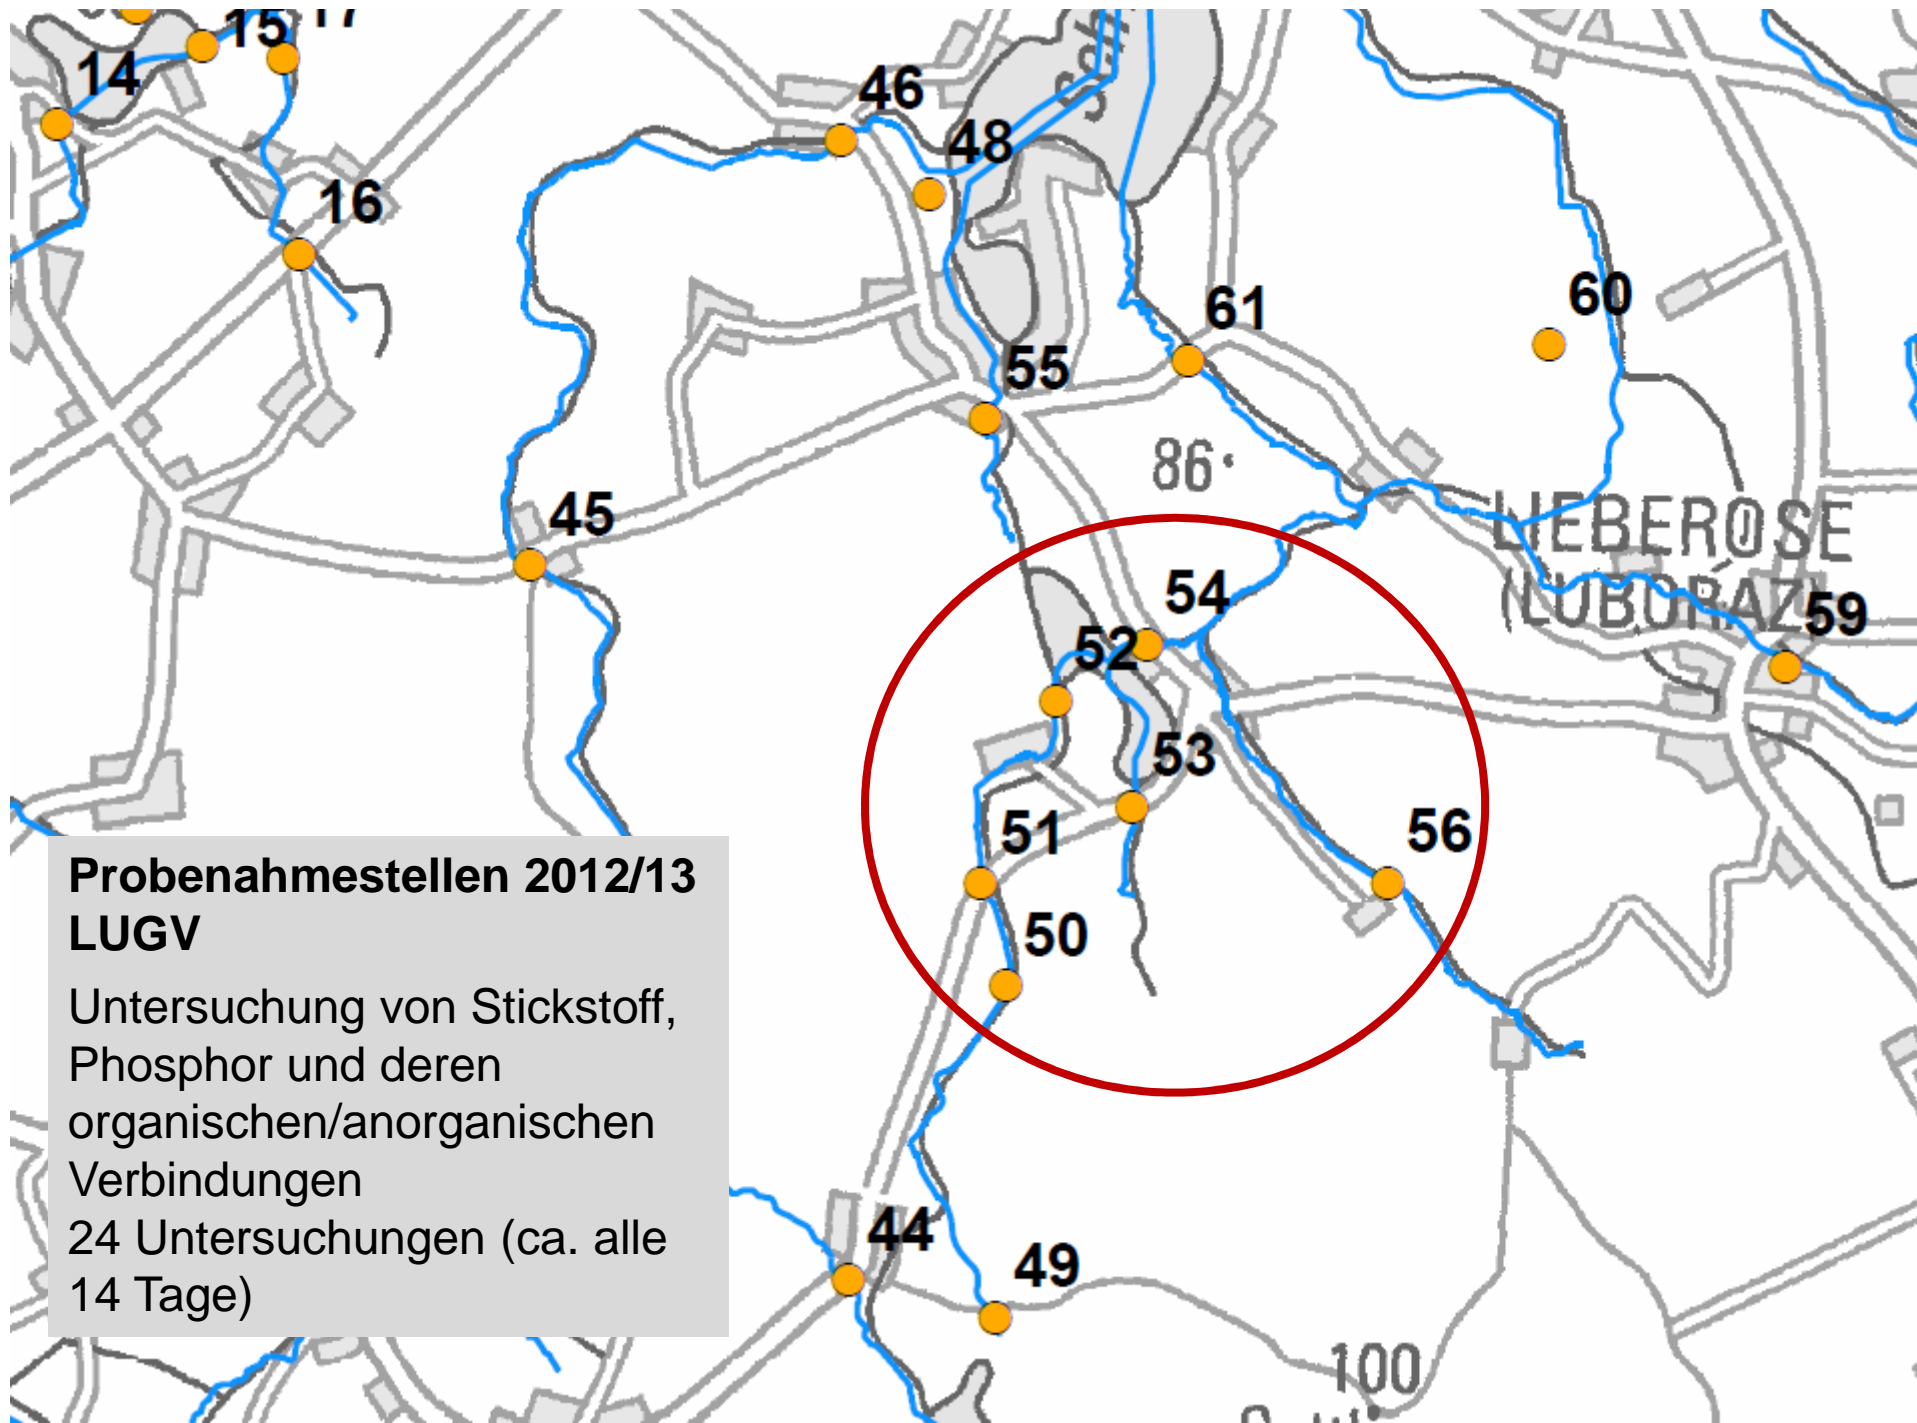 15
17
14
46
48
16
61
60
55
86
45
LIEBEROSE
(LUBORAZ)
54
59
52
53
51
56
50
Probenahmestellen 2012/13
LUGV
Untersuchung von Stickstoff,
Phosphor und deren
organischen/anorganischen
Verbindungen
24 Untersuchungen (ca. alle
14 Tage)
44
49
100